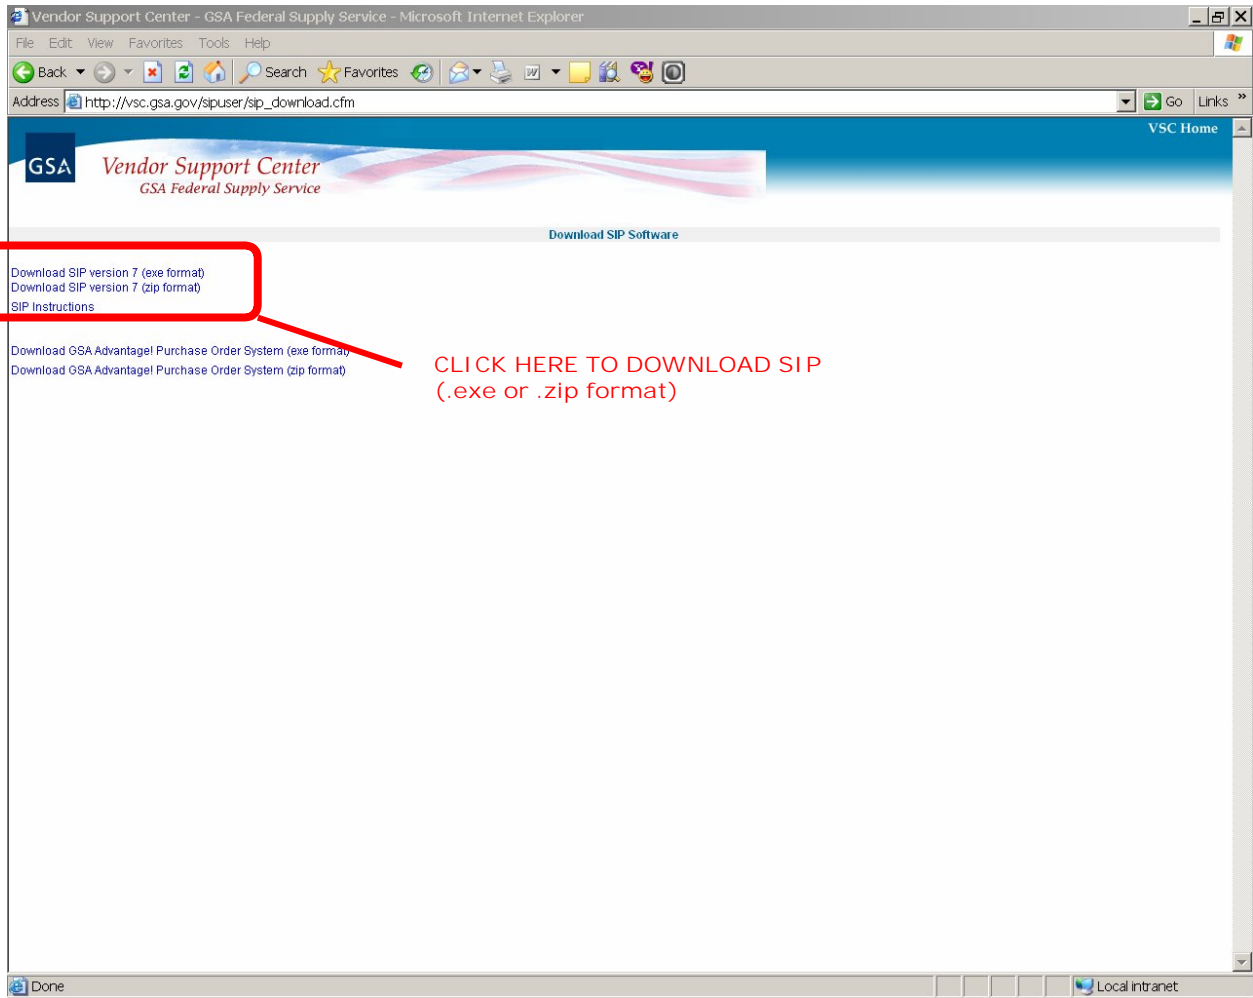 Vendor Support Center - GSA Federal Supply Service - Microsoft Internet Explorer
File Edit View Favorites Tools Help
Back Search Favorites W
Address http://vsc.gsa.gov/sipuser/sip_download.cfm Go Links »
VSC Home
GSA Vendor Support Center
GSA Federal Supply Service
Download SIP Software
Download SIP version 7 (exe format)
Download SIP version 7 (zip format)
SIP Instructions
Download GSA Advantage! Purchase Order System (exe format)
Download GSA Advantage! Purchase Order System (zip format)
CLICK HERE TO DOWNLOAD SIP
(.exe or .zip format)
Done Local intranet